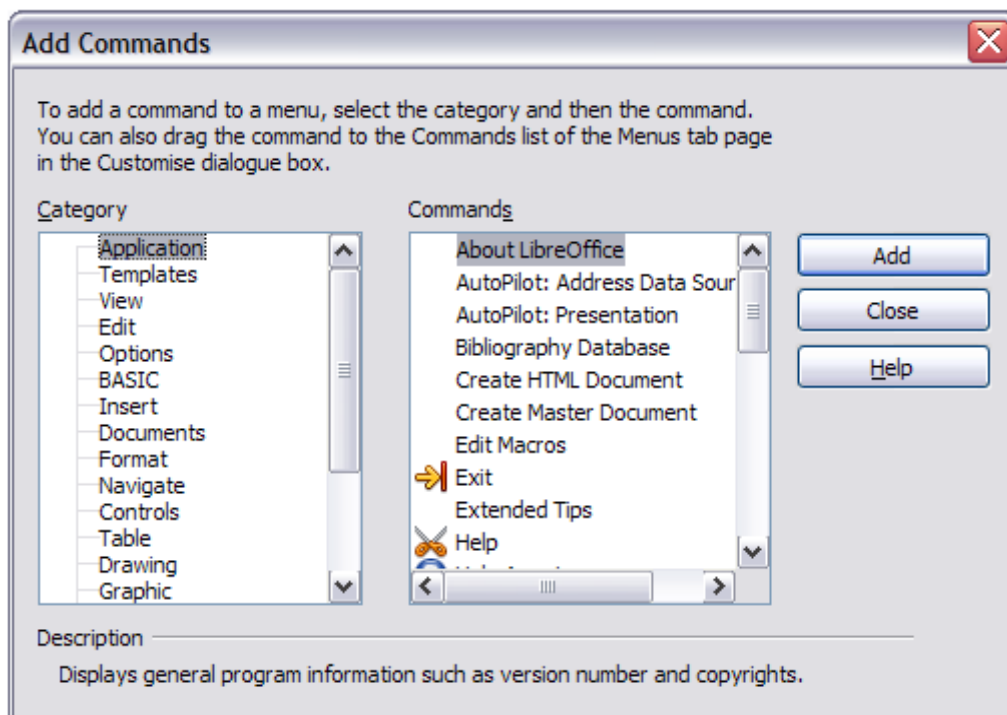 Add Commands
To add a command to a menu, select the category and then the command.
You can also drag the command to the Commands list of the Menus tab page
in the Customise dialogue box.
Category
Application
Templates
View
Edit
Options
BASIC
Insert
Documents
Format
Navigate
Controls
Table
Drawing
Graphic
Commands
About LibreOffice
AutoPilot: Address Data Sour
AutoPilot: Presentation
Bibliography Database
Create HTML Document
Create Master Document
Edit Macros
Exit
Extended Tips
Help
Add
Close
Help
Description
Displays general program information such as version number and copyrights.